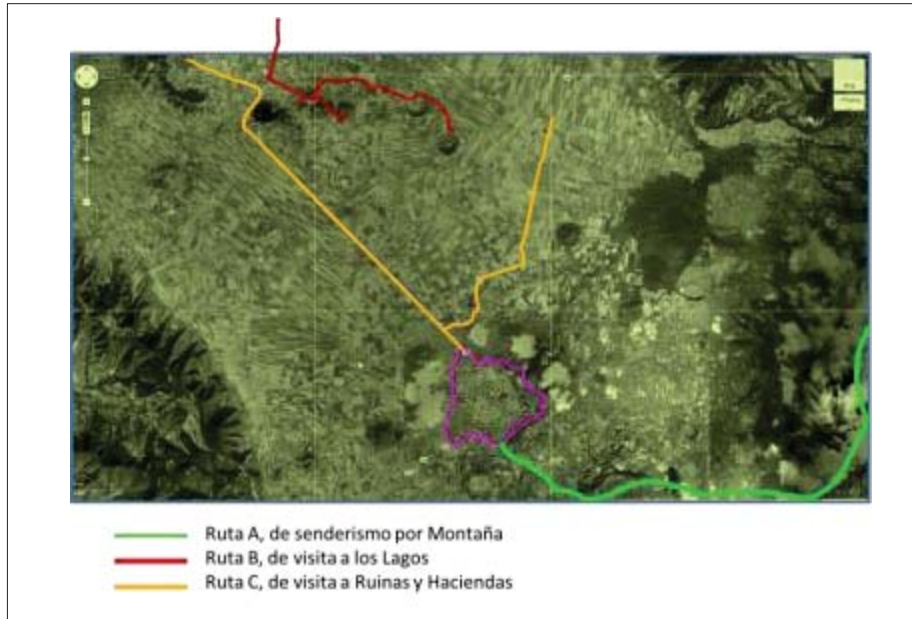 Ruta A, de senderismo por Montaña
Ruta B, de visita a los Lagos
Ruta C, de visita a Ruinas y Haciendas